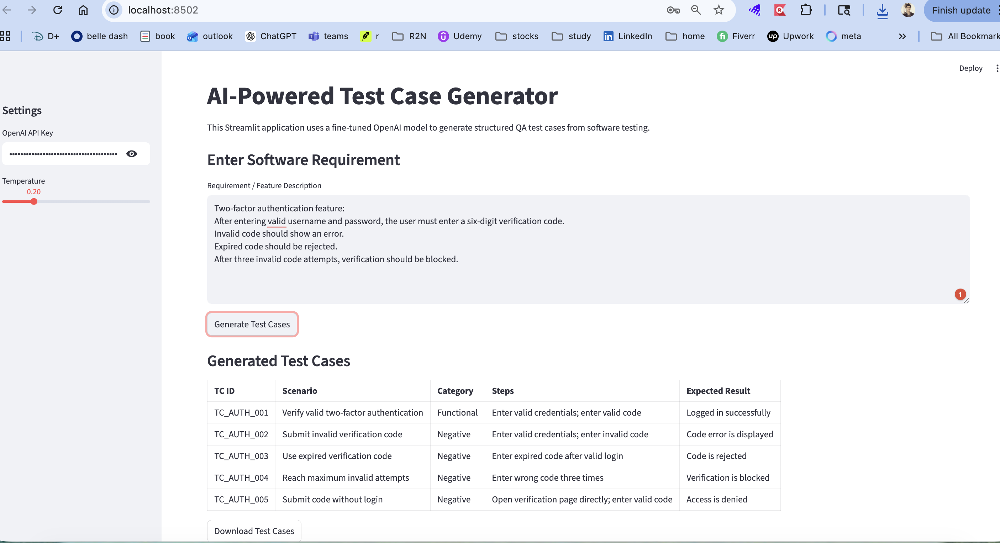 localhost:8502
Finish update
D+ belle dash book outlook ChatGPT teams r R2N Udemy stocks study LinkedIn home Fiverr Upwork meta » All Bookmark
Deploy
Settings
OpenAI API Key
Temperature
0.20
AI-Powered Test Case Generator
This Streamlit application uses a fine-tuned OpenAI model to generate structured QA test cases from software testing.
Enter Software Requirement
Requirement / Feature Description
Two-factor authentication feature:
After entering valid username and password, the user must enter a six-digit verification code.
Invalid code should show an error.
Expired code should be rejected.
After three invalid code attempts, verification should be blocked.
1
Generate Test Cases
Generated Test Cases
TC ID Scenario Category Steps Expected Result
TC_AUTH_001 Verify valid two-factor authentication Functional Enter valid credentials; enter valid code Logged in successfully
TC_AUTH_002 Submit invalid verification code Negative Enter valid credentials; enter invalid code Code error is displayed
TC_AUTH_003 Use expired verification code Negative Enter expired code after valid login Code is rejected
TC_AUTH_004 Reach maximum invalid attempts Negative Enter wrong code three times Verification is blocked
TC_AUTH_005 Submit code without login Negative Open verification page directly; enter valid code Access is denied
Download Test Cases